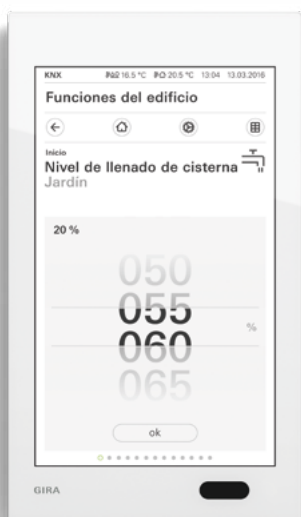 KNX 16.5 °C 20.5 °C 13:04 13.03.2016
Funciones del edificio
Inicio
Nivel de llenado de cisterna
Jardín
20 %
050
055
060 %
065
ok
GIRA